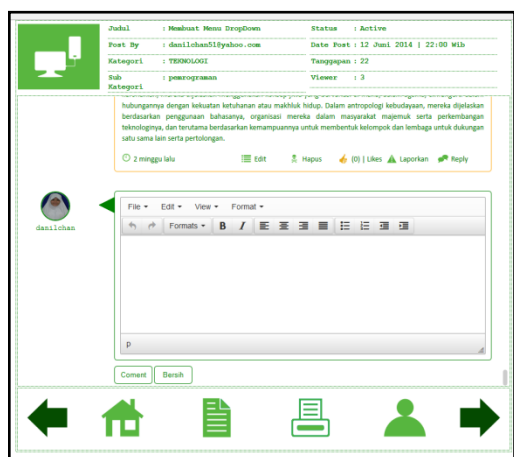 Judul : Membuat Menu DropDown Status : Active
Post By : danilchan51@yahoo.com Date Post : 12 Juni 2014 | 22:00 Wib
Kategori : TEKNOLOGI Tanggapan : 22
Sub Kategori : pemrograman Viewer : 3
hubungannya dengan kekuatan ketuhanan atau makhluk hidup. Dalam antropologi kebudayaan, mereka dijelaskan
berdasarkan penggunaan bahasanya, organisasi mereka dalam masyarakat majemuk serta perkembangan
teknologinya, dan terutama berdasarkan kemampuannya untuk membentuk kelompok dan lembaga untuk dukungan
satu sama lain serta pertolongan.
2 minggu lalu Edit Hapus (0) | Likes Laporkan Reply
danilchan
File Edit View Format
Formats B I
p
Coment Bersih